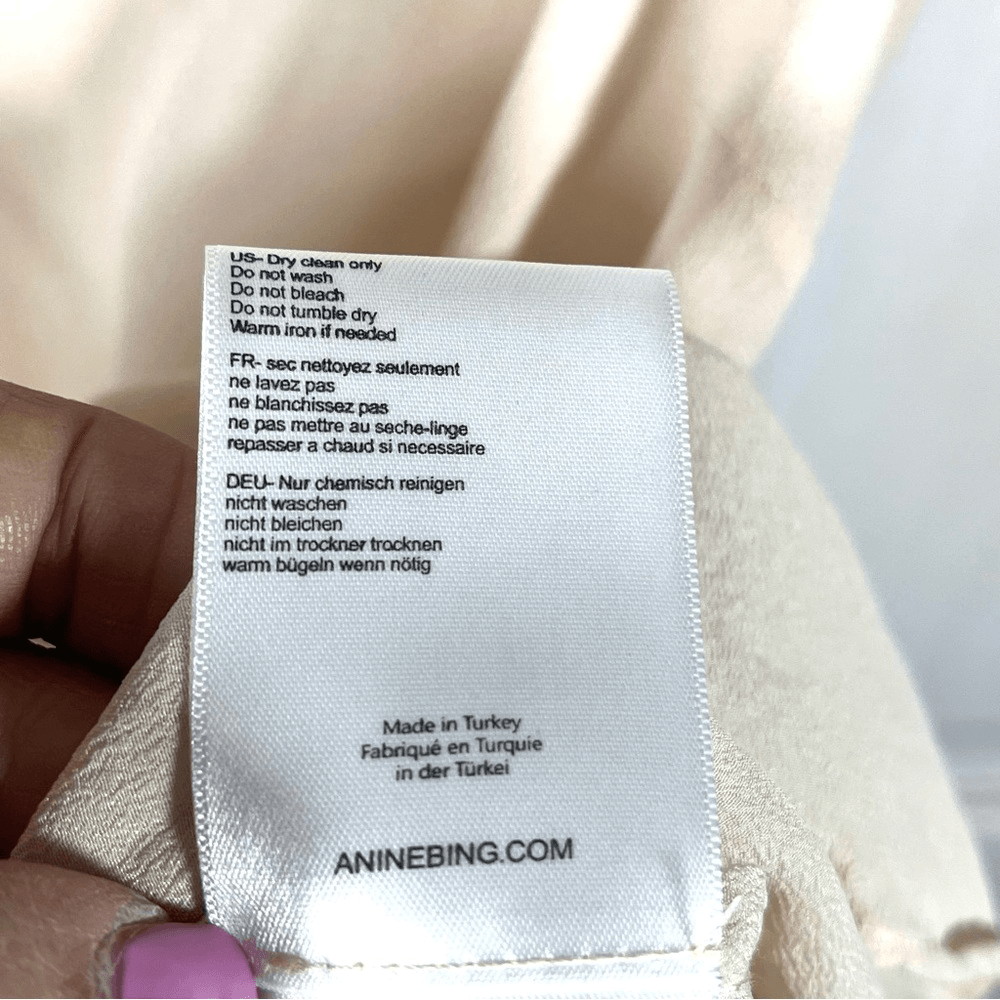 US- Dry clean only
Do not wash
Do not bleach
Do not tumble dry
Warm iron if needed
FR- sec nettoyez seulement
ne lavez pas
ne blanchissez pas
ne pas mettre au seche-linge
repasser a chaud si necessaire
DEU- Nur chemisch reinigen
nicht waschen
nicht bleichen
nicht im trockner trocknen
warm bügeln wenn nötig
Made in Turkey
Fabriqué en Turquie
in der Türkei
ANINEBING.COM